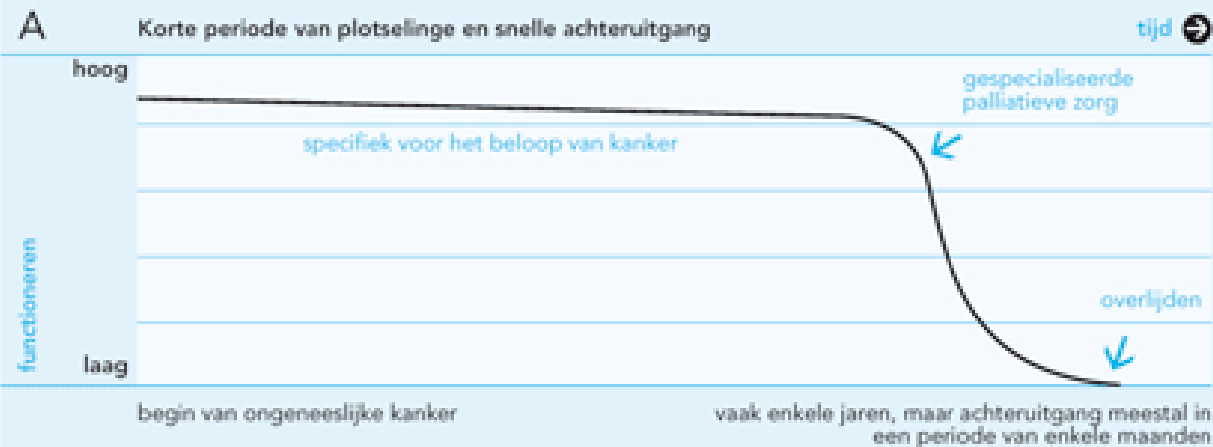 A
Korte periode van plotselinge en snelle achteruitgang
tijd
hoog
gespecialiseerde
palliatieve zorg
specifiek voor het beloop van kanker
functioneren
overlijden
laag
begin van ongeneeslijke kanker
vaak enkele jaren, maar achteruitgang meestal in
een periode van enkele maanden